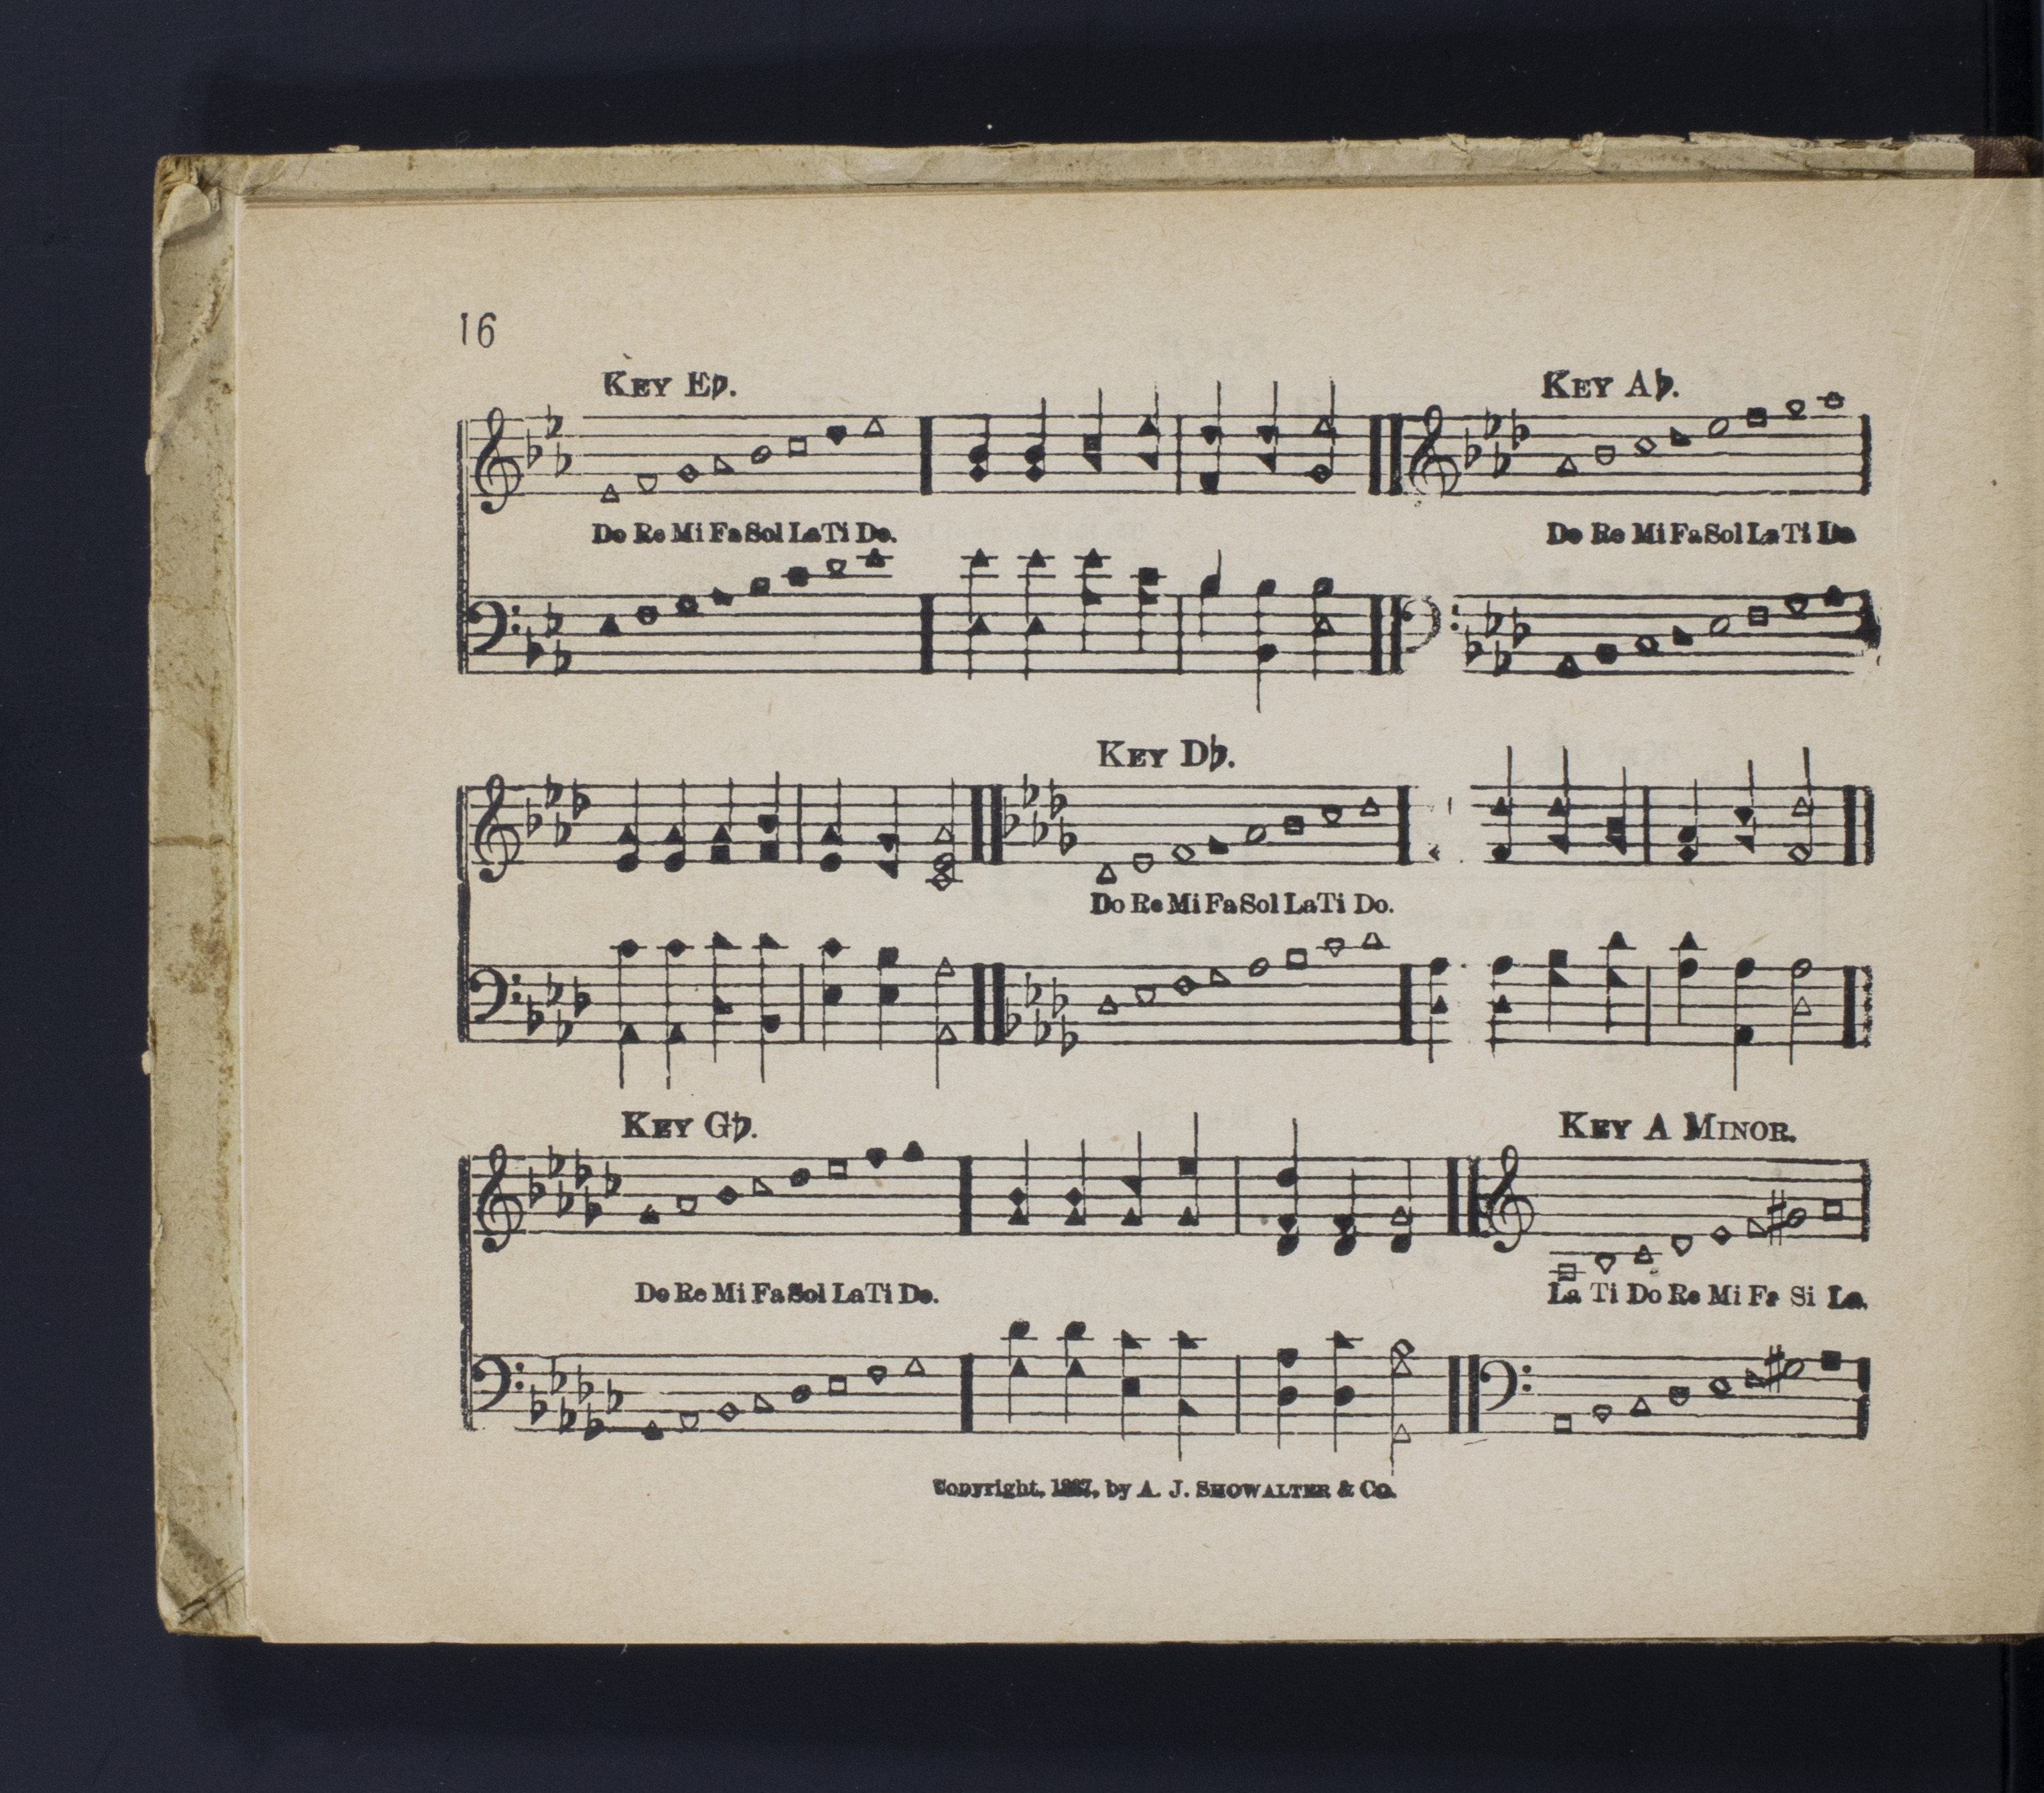 16
KEY E♭. KEY A♭.
Do Re Mi Fa Sol La Ti Do. Do Re Mi Fa Sol La Ti Do
KEY D♭.
Do Re Mi Fa Sol La Ti Do.
KEY G♭. KEY A MINOR.
Do Re Mi Fa Sol La Ti Do. La Ti Do Re Mi Fa Si La.
Copyright, by A. J. SHOWALTER & Co.